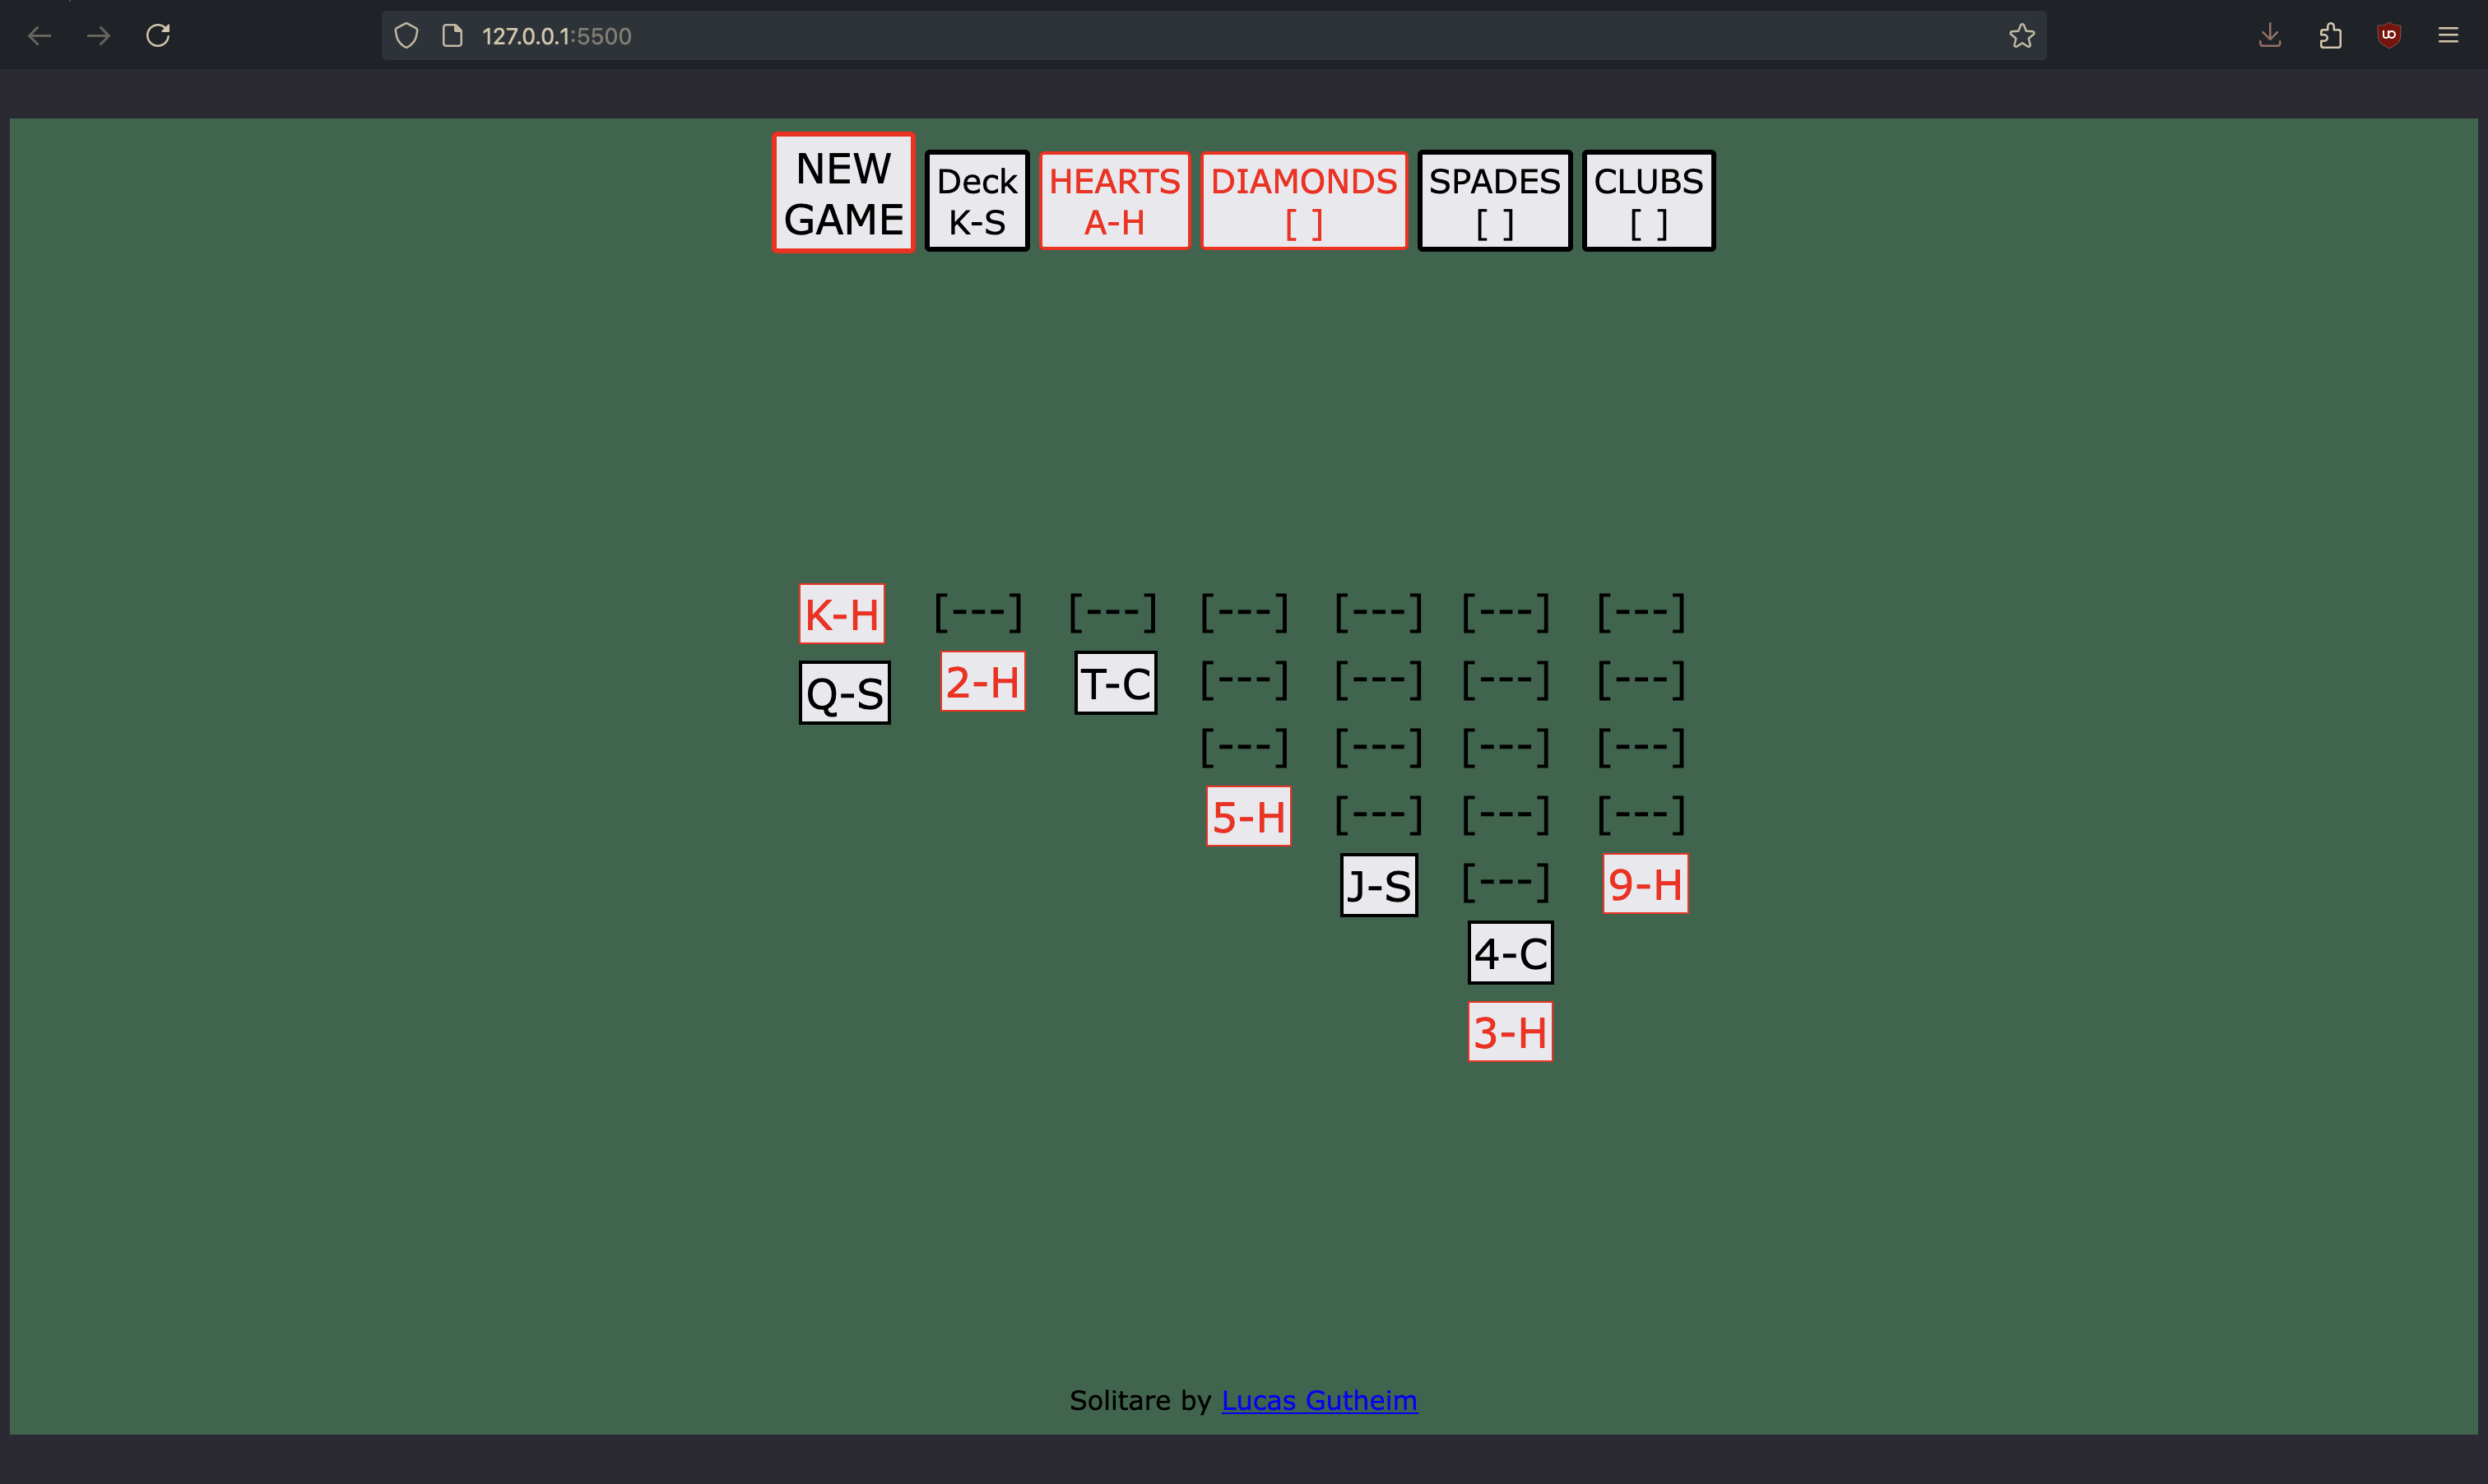 127.0.0.1:5500
NEW
GAME
Deck
K-S
HEARTS
A-H
DIAMONDS
[ ]
SPADES
[ ]
CLUBS
[ ]
K-H [---] [---] [---] [---] [---] [---]
Q-S 2-H T-C [---] [---] [---] [---]
[---] [---] [---] [---]
5-H [---] [---] [---]
J-S [---] 9-H
4-C
3-H
Solitare by Lucas Gutheim